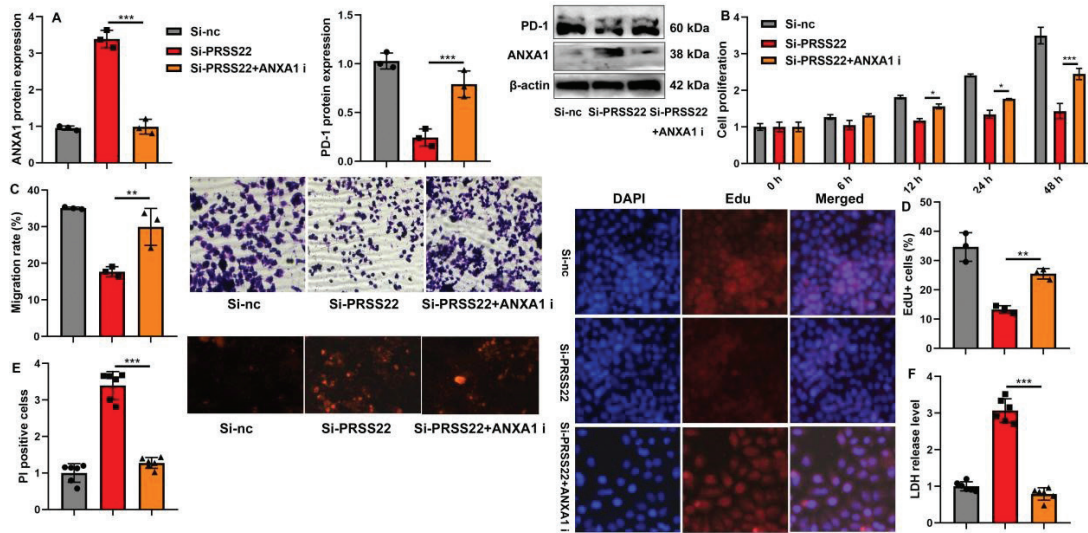 A
ANXA1 protein expression
4
3
2
1
0
***
Si-nc
Si-PRSS22
Si-PRSS22+ANXA1 i
PD-1 protein expression
1.5
1.0
0.5
0.0
***
PD-1
60 kDa
ANXA1
38 kDa
β-actin
42 kDa
Si-nc Si-PRSS22 Si-PRSS22
+ANXA1 i
B
Si-nc
Si-PRSS22
Si-PRSS22+ANXA1 i
Cell proliferation
4
3
2
1
0
*
*
***
0 h
6 h
12 h
24 h
48 h
C
Migration rate (%)
40
30
20
10
0
**
Si-nc
Si-PRSS22
Si-PRSS22+ANXA1 i
DAPI
Edu
Merged
Si-nc
Si-PRSS22
Si-PRSS22+ANXA1 i
D
EdU+ cells (%)
50
40
30
20
10
0
**
E
PI positive celss
4
3
2
1
0
***
Si-nc
Si-PRSS22
Si-PRSS22+ANXA1 i
F
LDH release level
4
3
2
1
0
***